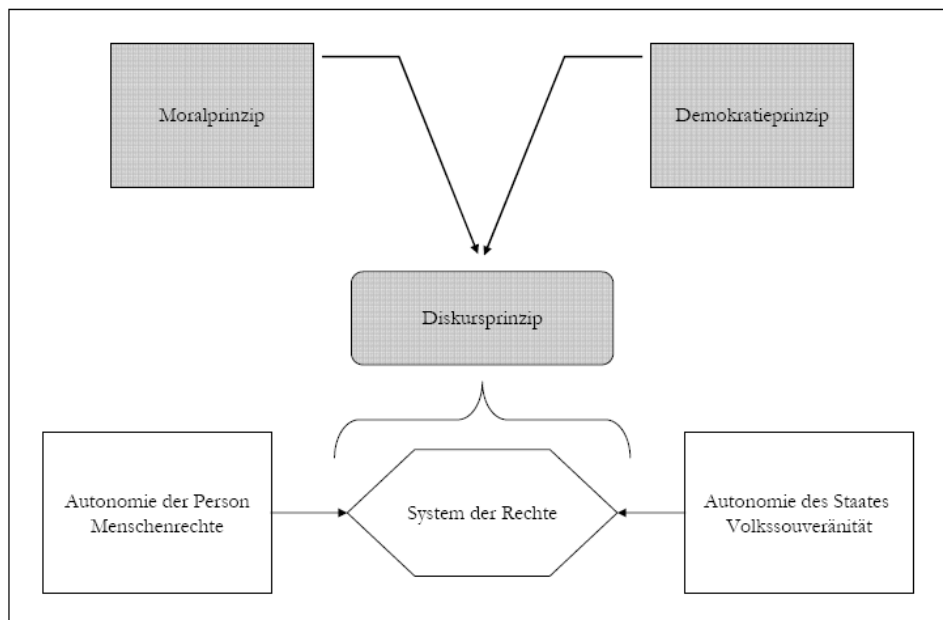 Moralprinzip
Demokratieprinzip
Diskursprinzip
Autonomie der Person
Menschenrechte
System der Rechte
Autonomie des Staates
Volkssouveränität